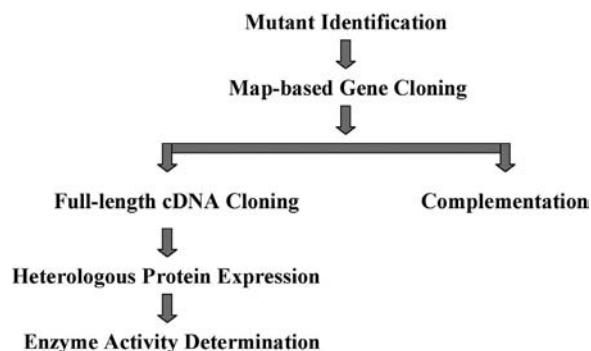 Mutant Identification
Map-based Gene Cloning
Full-length cDNA Cloning
Complementation
Heterologous Protein Expression
Enzyme Activity Determination